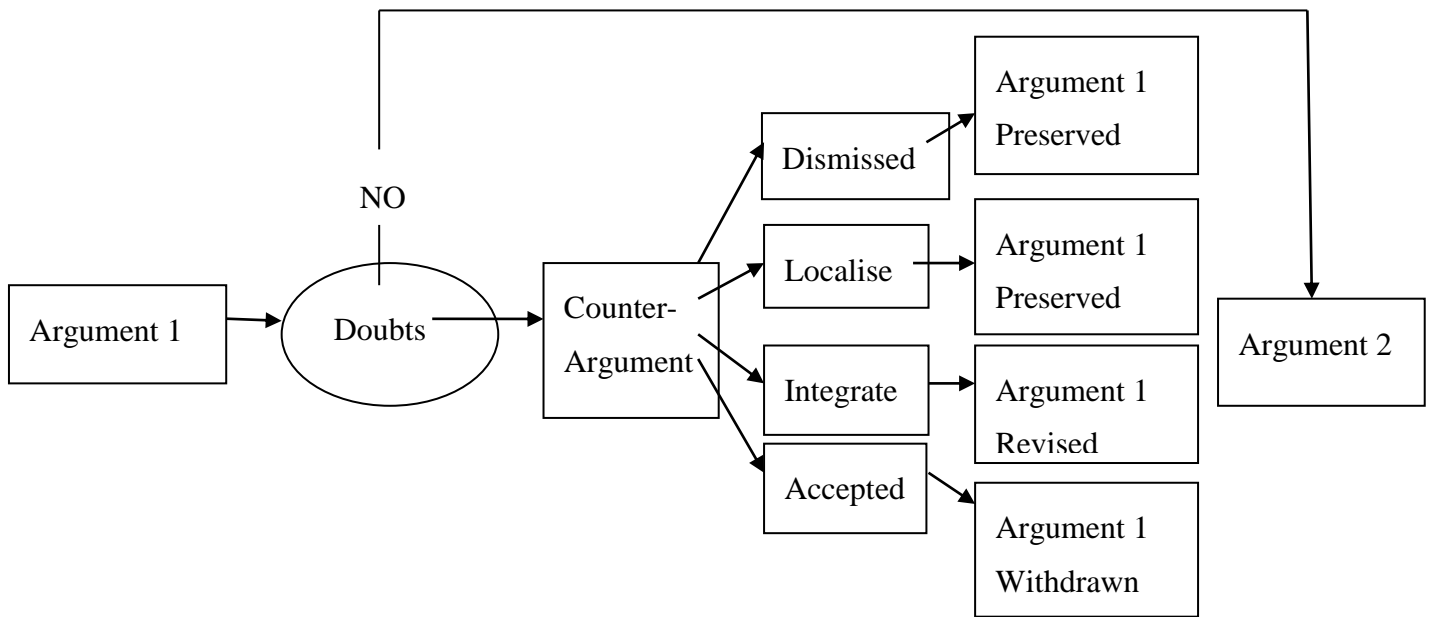 NO
Argument 1
Doubts
Counter-
Argument
Dismissed
Argument 1
Preserved
Localise
Argument 1
Preserved
Integrate
Argument 1
Revised
Accepted
Argument 1
Withdrawn
Argument 2